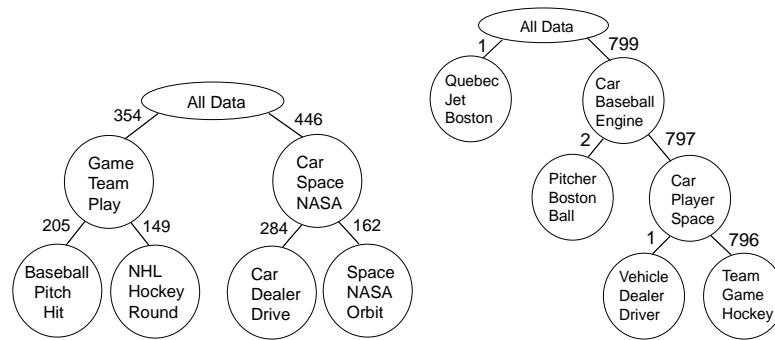 All Data
354
446
Game
Team
Play
Car
Space
NASA
205
149
284
162
Baseball
Pitch
Hit
NHL
Hockey
Round
Car
Dealer
Drive
Space
NASA
Orbit
All Data
1
799
Quebec
Jet
Boston
Car
Baseball
Engine
2
797
Pitcher
Boston
Ball
Car
Player
Space
1
796
Vehicle
Dealer
Driver
Team
Game
Hockey